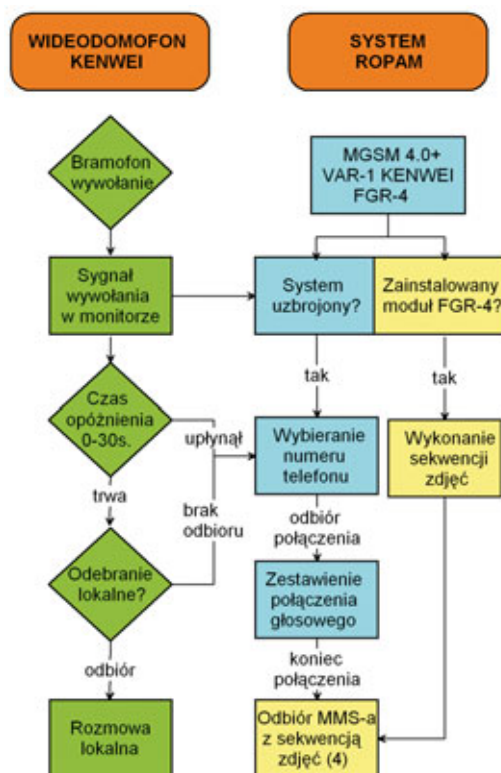 WIDEODOMOFON
KENWEI
SYSTEM
ROPAM
Bramofon
wywołanie
MGSM 4.0+
VAR-1 KENWEI
FGR-4
Sygnał
wywołania
w monitorze
System
uzbrojony?
Zainstalowany
moduł FGR-4?
tak
tak
Czas
opóźnienia
0-30s.
upłynął
Wybieranie
numeru
telefonu
Wykonanie
sekwencji
zdjęć
trwa
brak
odbioru
odbiór
połączenia
Odebranie
lokalne?
Zestawienie
połączenia
głosowego
odbiór
koniec
połączenia
Rozmowa
lokalna
Odbiór MMS-a
z sekwencją
zdjęć (4)